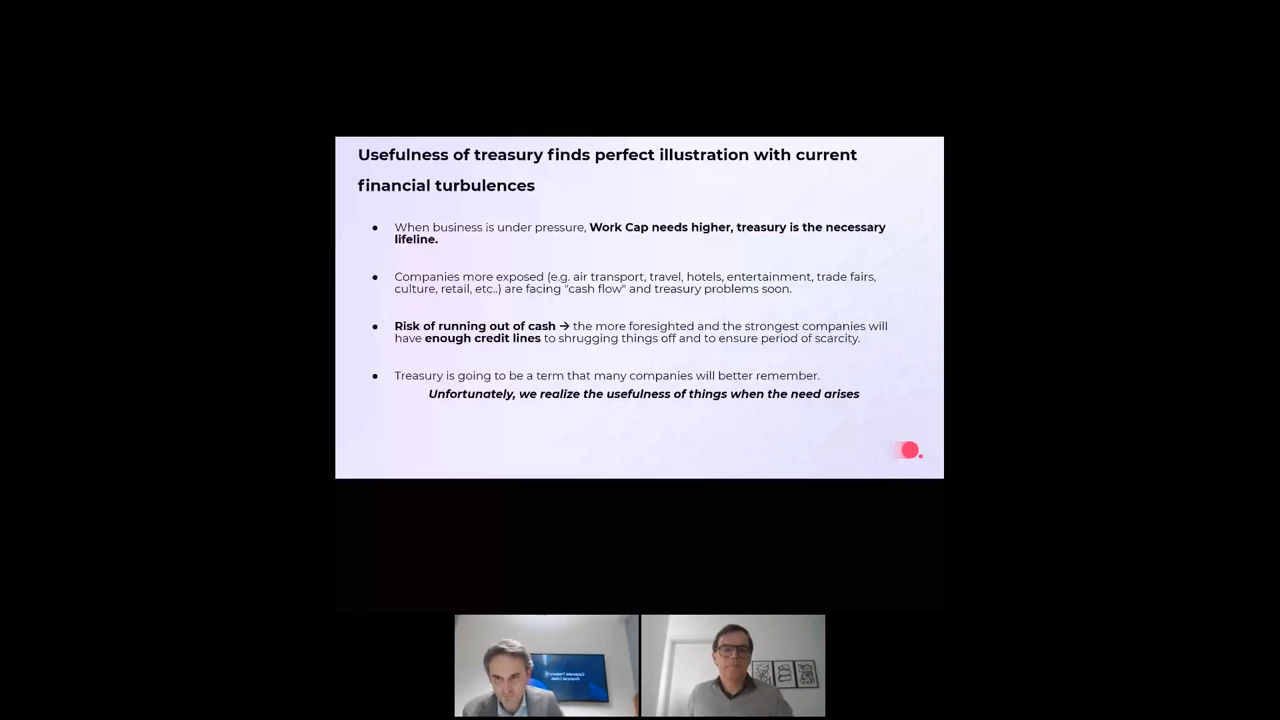 Usefulness of treasury finds perfect illustration with current
financial turbulences
● When business is under pressure, Work Cap needs higher, treasury is the necessary
lifeline.
● Companies more exposed (e.g. air transport, travel, hotels, entertainment, trade fairs,
culture, retail, etc..) are facing "cash flow" and treasury problems soon.
● Risk of running out of cash → the more foresighted and the strongest companies will
have enough credit lines to shrugging things off and to ensure period of scarcity.
● Treasury is going to be a term that many companies will better remember.
Unfortunately, we realize the usefulness of things when the need arises
Corporate Treasury
Financial Crises